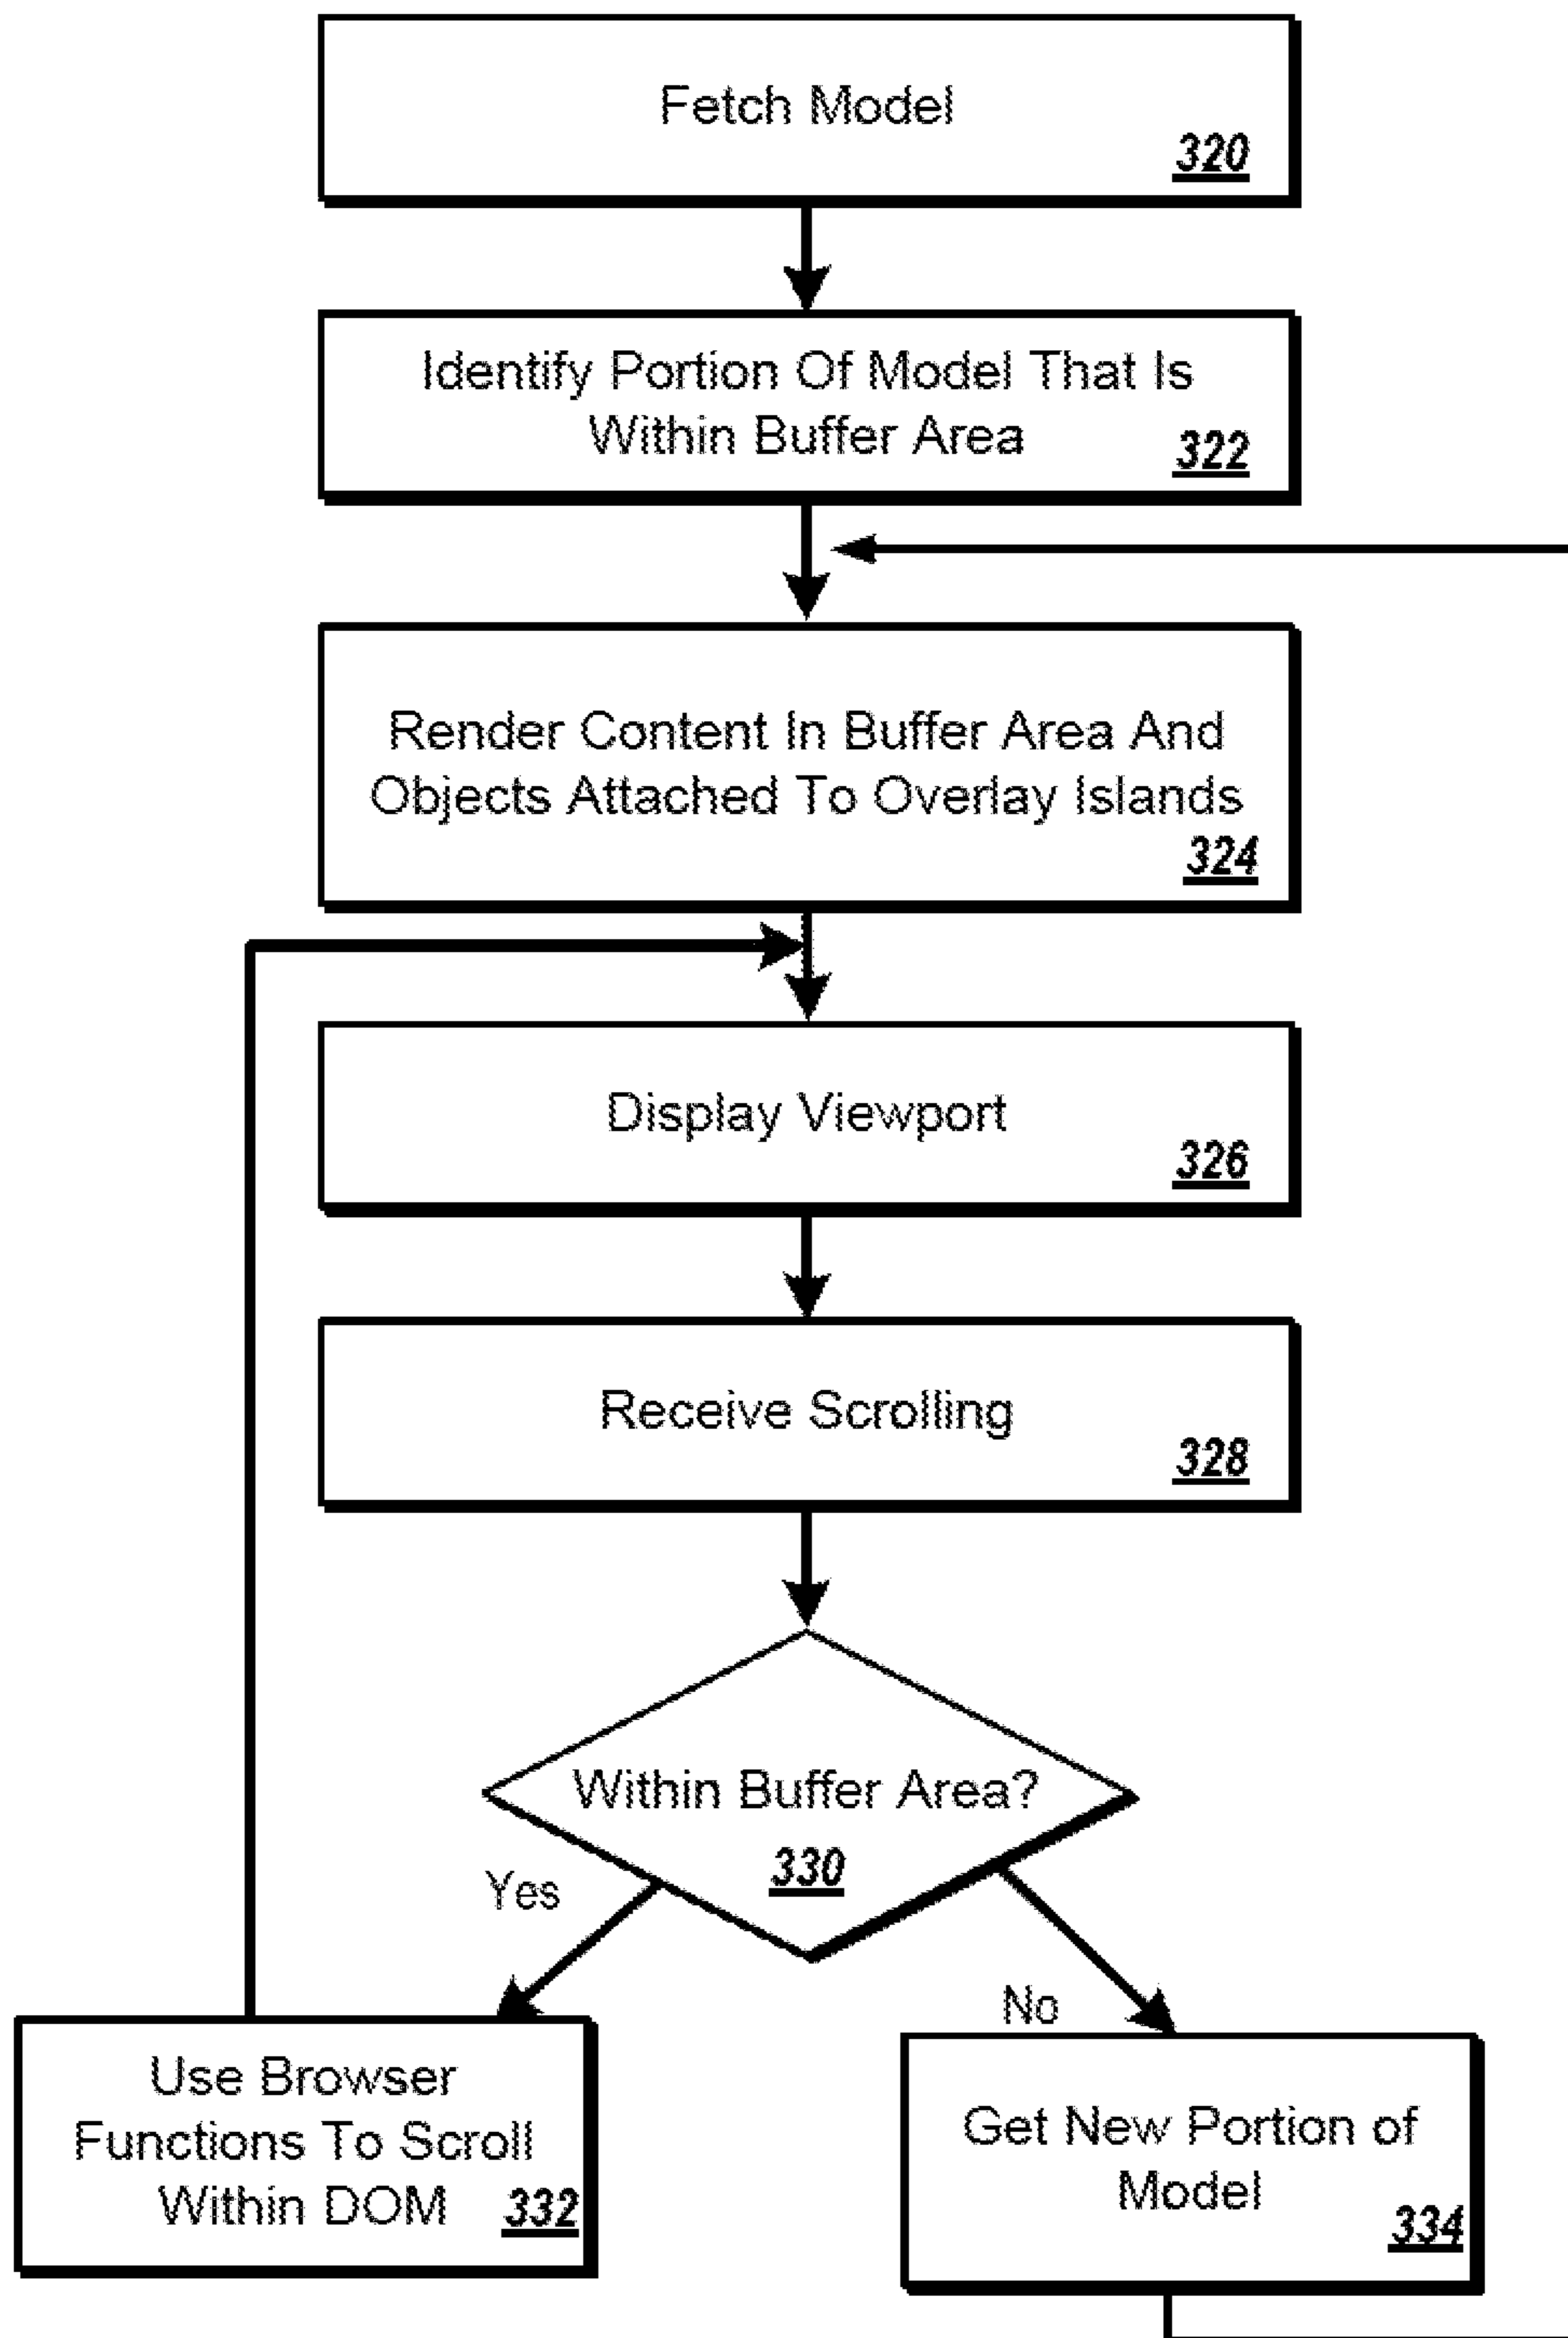 Fetch Model
320
Identify Portion Of Model That Is
Within Buffer Area
322
Render Content In Buffer Area And
Objects Attached To Overlay Islands
324
Display Viewport
326
Receive Scrolling
328
Within Buffer Area?
330
Yes
No
Use Browser
Functions To Scroll
Within DOM
332
Get New Portion of
Model
334